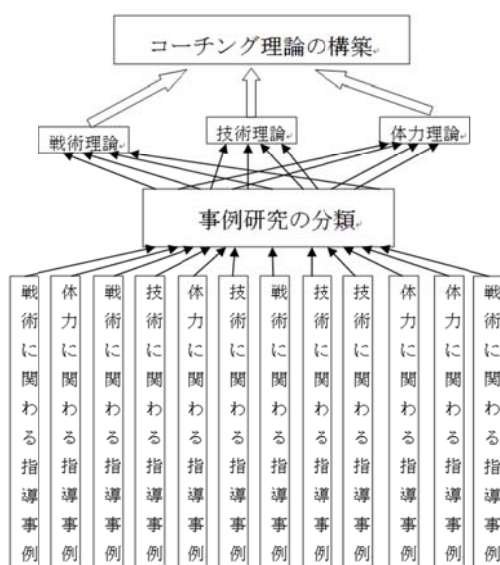 コーチング理論の構築
戦術理論
技術理論
体力理論
事例研究の分類
戦術に関わる指導事例
体力に関わる指導事例
戦術に関わる指導事例
技術に関わる指導事例
体力に関わる指導事例
技術に関わる指導事例
戦術に関わる指導事例
技術に関わる指導事例
技術に関わる指導事例
体力に関わる指導事例
体力に関わる指導事例
戦術に関わる指導事例